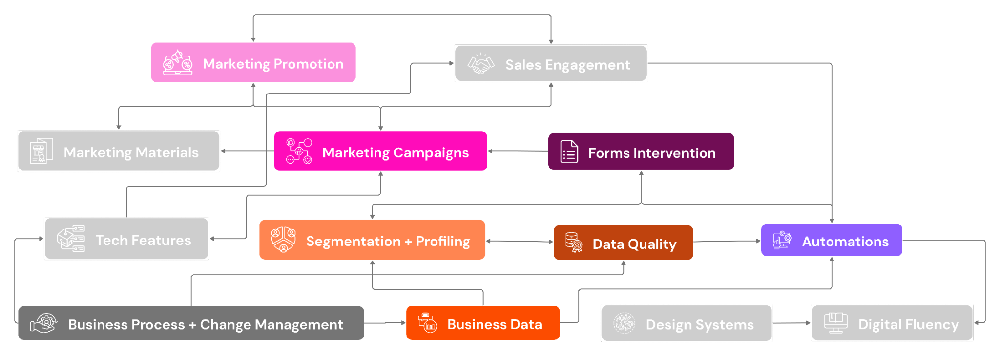 Marketing Promotion
Sales Engagement
Marketing Materials
Marketing Campaigns
Forms Intervention
Tech Features
Segmentation + Profiling
Data Quality
Automations
Business Process + Change Management
Business Data
Design Systems
Digital Fluency